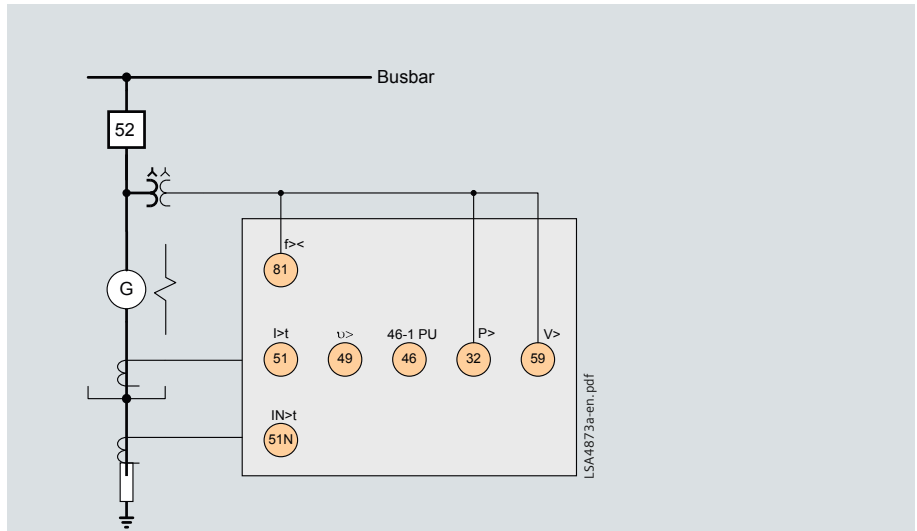 Busbar
52
f><
81
G
I>t
υ>
46-1 PU
P>
V>
51
49
46
32
59
IN>t
51N
LSA4873a-en.pdf